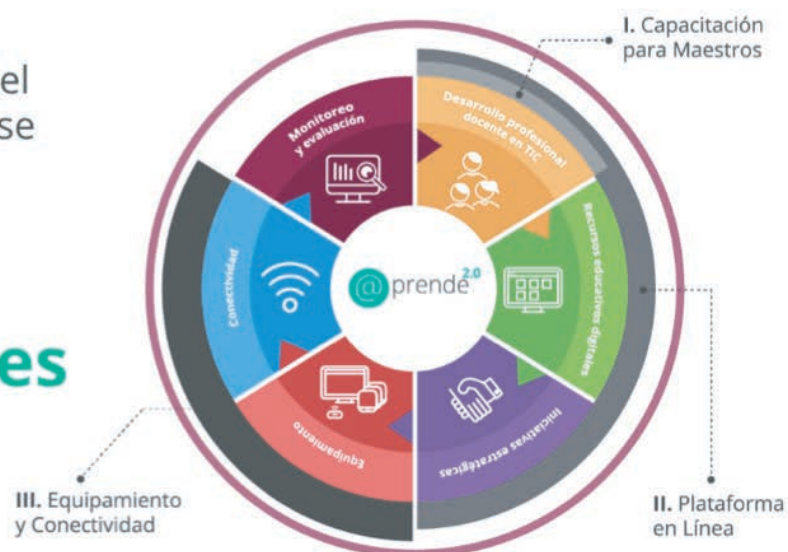 el
se
es
I. Capacitación
para Maestros
Monitoreo
y evaluación
Desarrollo profesional
docente en TIC
Conectividad
@prende 2.0
Recursos educativos digitales
Equipamiento
Iniciativas estratégicas
III. Equipamiento
y Conectividad
II. Plataforma
en Línea